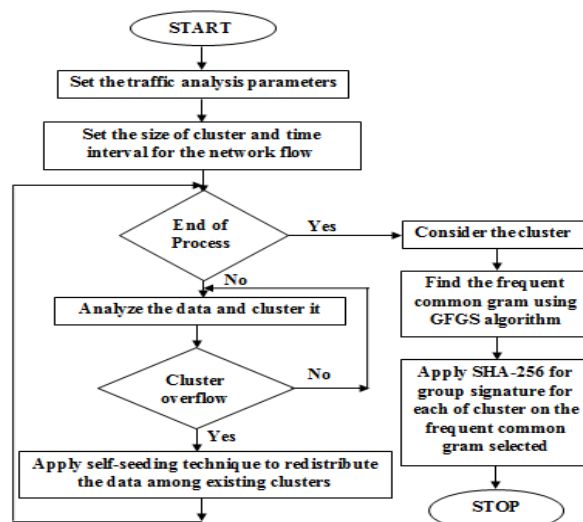 START
Set the traffic analysis parameters
Set the size of cluster and time
interval for the network flow
End of
Process
Yes
No
Analyze the data and cluster it
Cluster
overflow
No
Yes
Apply self-seeding technique to redistribute
the data among existing clusters
Consider the cluster
Find the frequent
common gram using
GFGS algorithm
Apply SHA-256 for
group signature for
each of cluster on the
frequent common
gram selected
STOP